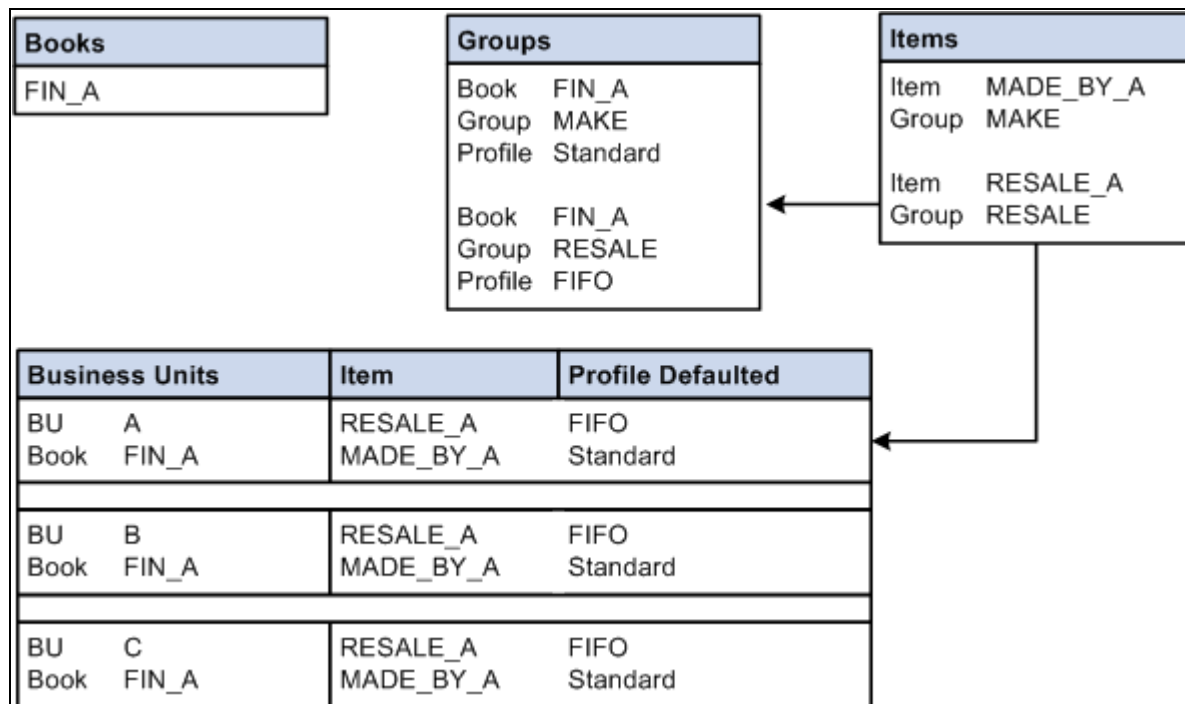 Books
FIN_A
Groups
Book FIN_A
Group MAKE
Profile Standard
Book FIN_A
Group RESALE
Profile FIFO
Items
Item MADE_BY_A
Group MAKE
Item RESALE_A
Group RESALE
Business Units Item Profile Defaulted
BU A RESALE_A FIFO
Book FIN_A MADE_BY_A Standard
BU B RESALE_A FIFO
Book FIN_A MADE_BY_A Standard
BU C RESALE_A FIFO
Book FIN_A MADE_BY_A Standard